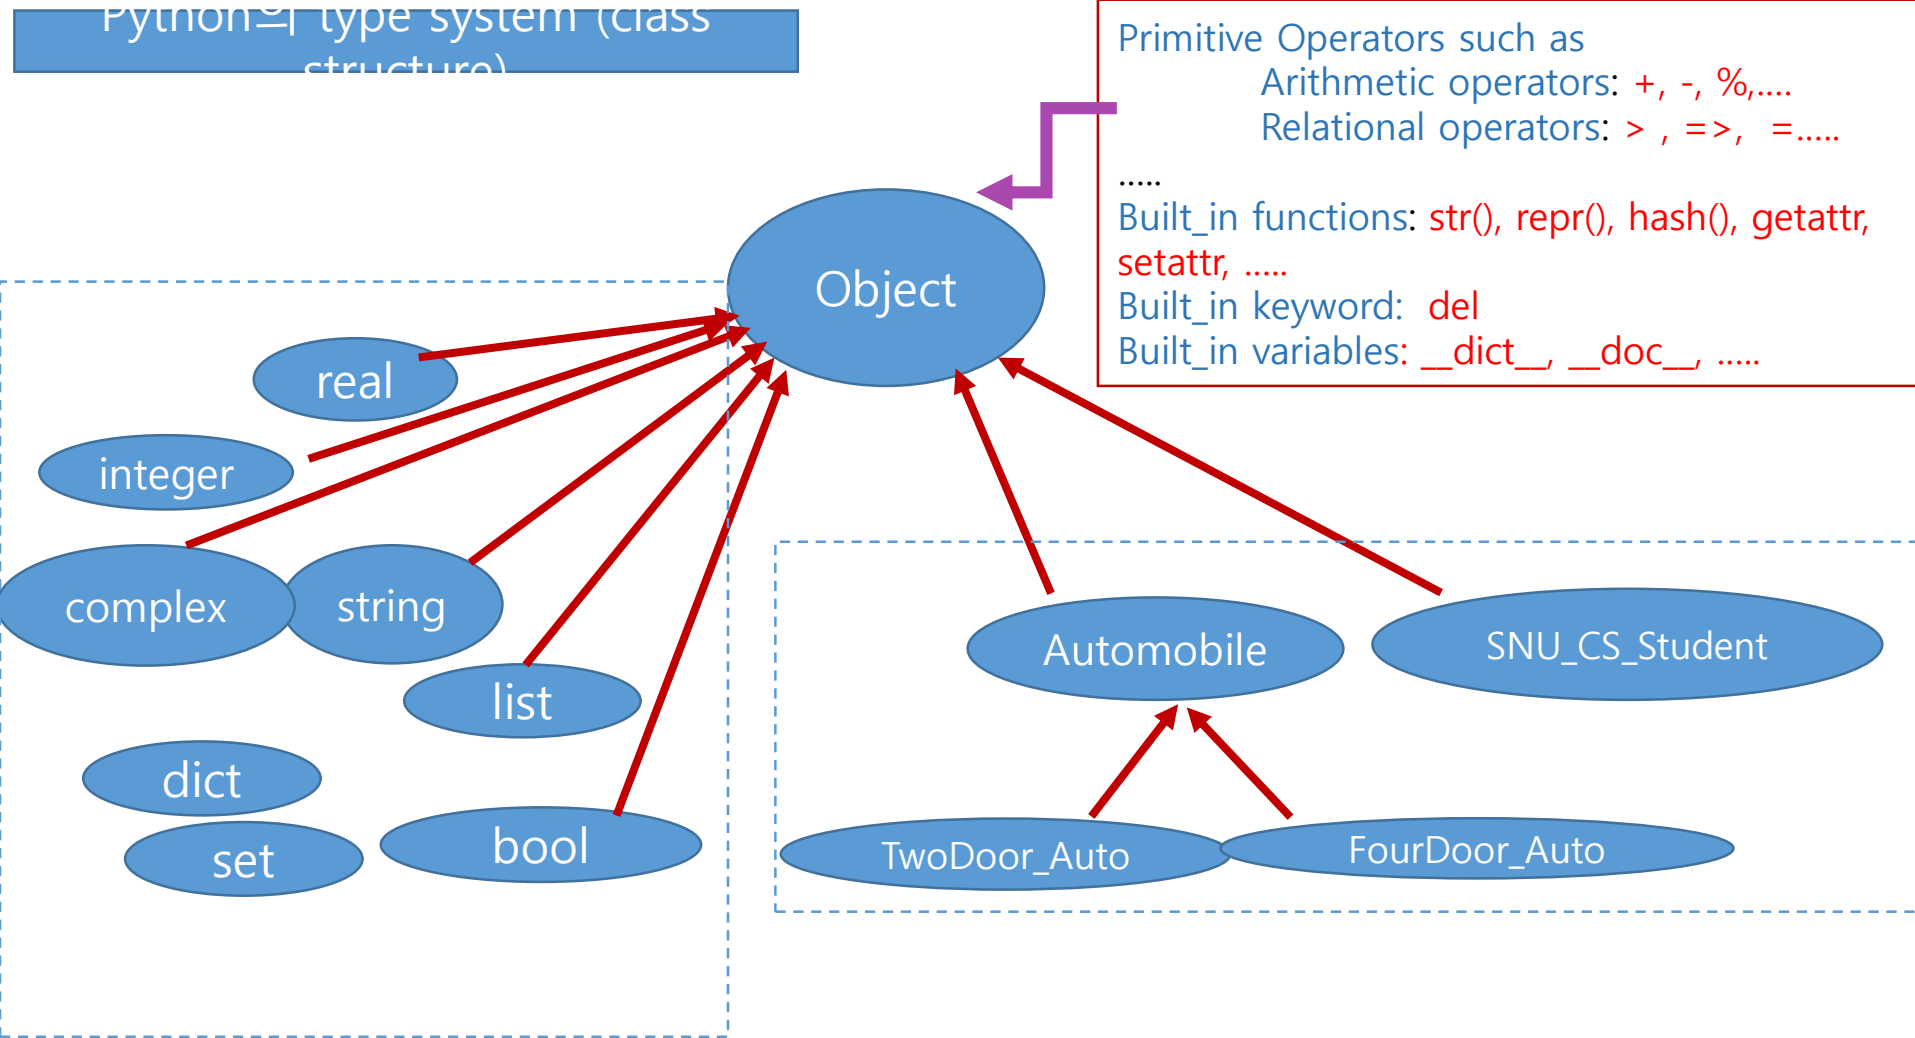 Python의 type system (class
structure)
Primitive Operators such as
Arithmetic operators: +, -, %,....
Relational operators: > , =>, =.....
.....
Built_in functions: str(), repr(), hash(), getattr,
setattr, .....
Built_in keyword: del
Built_in variables: __dict__, __doc__, .....
Object
real
integer
complex
string
list
dict
set
bool
Automobile
SNU_CS_Student
TwoDoor_Auto
FourDoor_Auto